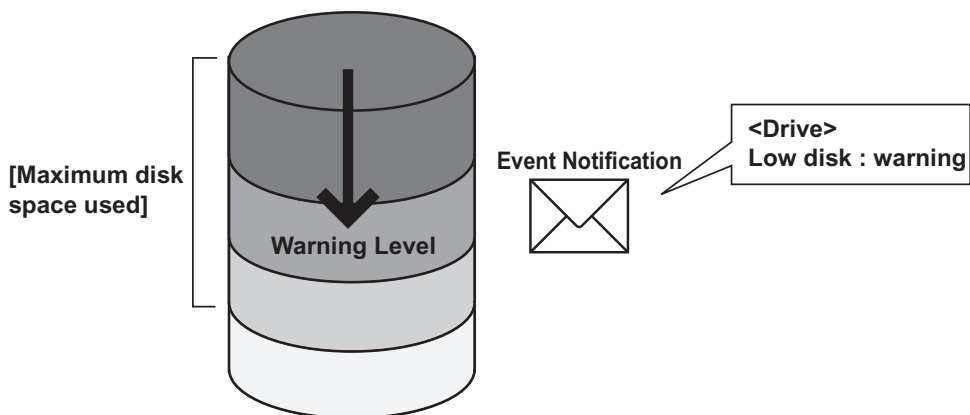 [Maximum disk
space used]
Warning Level
Event Notification
<Drive>
Low disk : warning